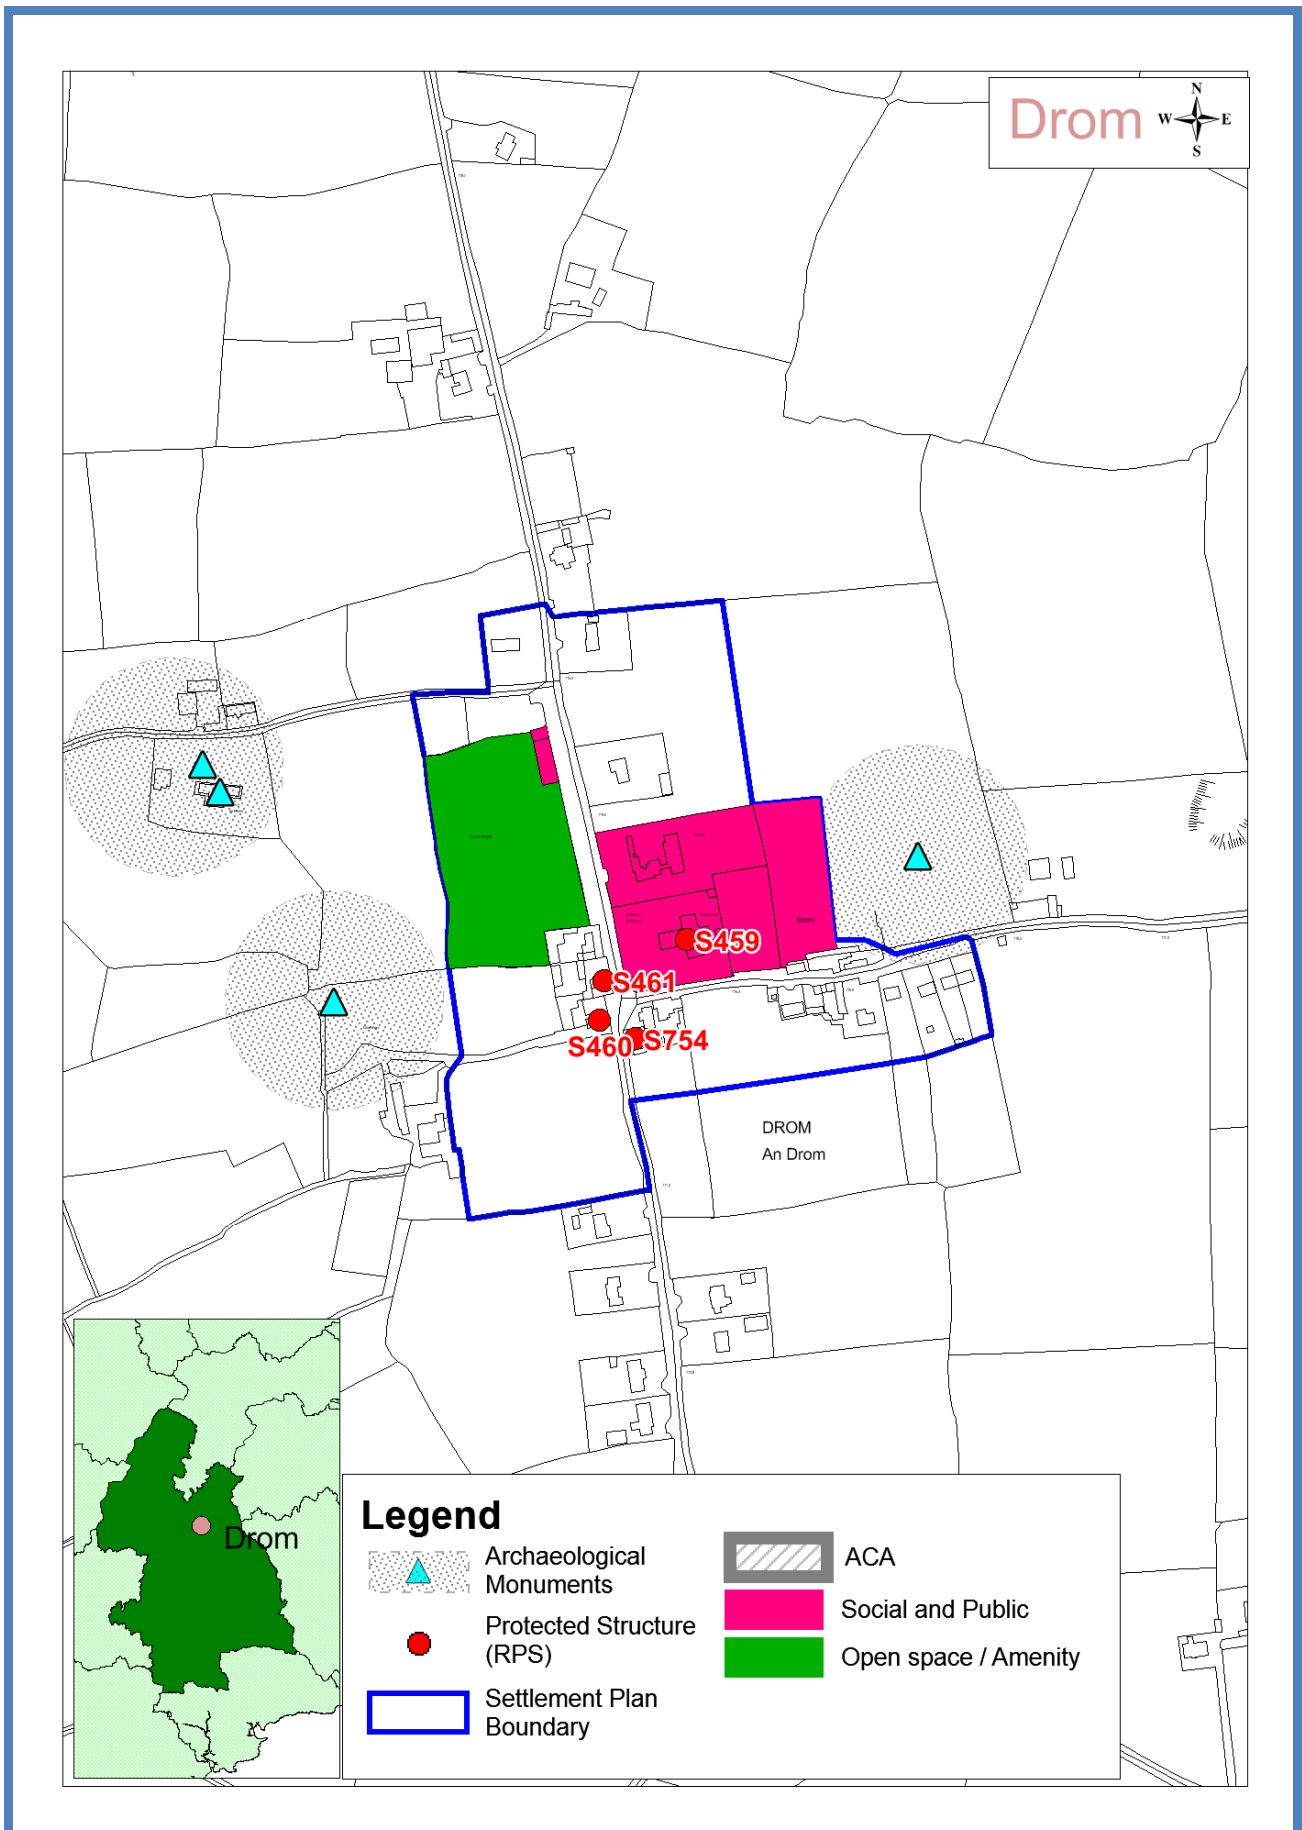 Drom
N
W E
S
Drom
S459
S461
S460
S754
DROM
An Drom
Drom
Legend
Archaeological
Monuments
Protected Structure
(RPS)
Settlement Plan
Boundary
ACA
Social and Public
Open space / Amenity